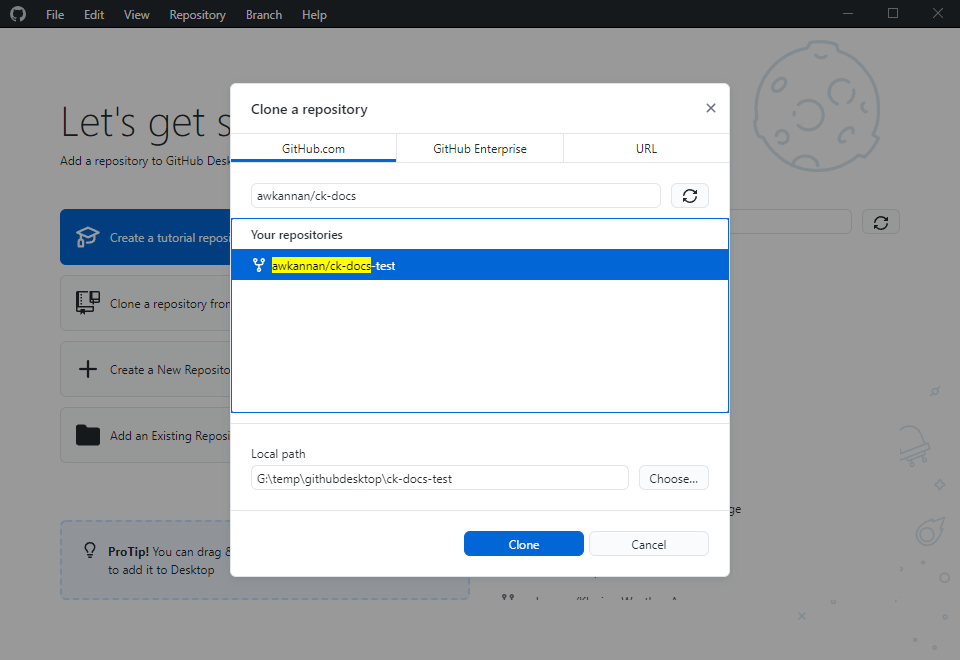 File Edit View Repository Branch Help
Let's get s
Add a repository to GitHub Desk
Create a tutorial reposi
Clone a repository from
Create a New Reposito
Add an Existing Reposi
ProTip! You can drag &
to add it to Desktop
Clone a repository
GitHub.com GitHub Enterprise URL
awkannan/ck-docs
Your repositories
awkannan/ck-docs-test
Local path
G:\temp\githubdesktop\ck-docs-test Choose...
Clone Cancel
ge